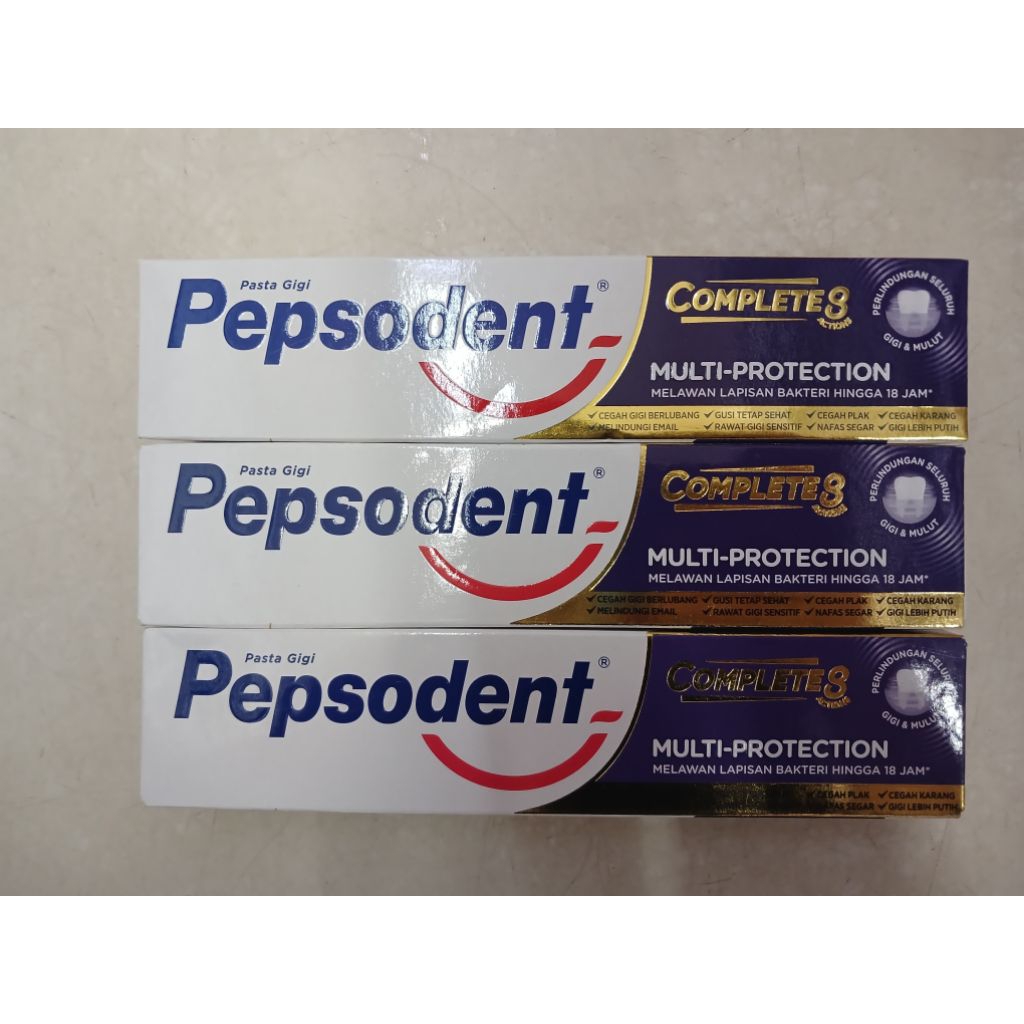 Pasta Gigi
Pepsodent®
COMPLETE 8
ACTIONS
PERLINDUNGAN SELURUH
GIGI & MULUT
MULTI-PROTECTION
MELAWAN LAPISAN BAKTERI HINGGA 18 JAM*
✓ CEGAH GIGI BERLUBANG ✓ GUSI TETAP SEHAT ✓ CEGAH PLAK ✓ CEGAH KARANG
✓ MELINDUNGI EMAIL ✓ RAWAT GIGI SENSITIF ✓ NAFAS SEGAR ✓ GIGI LEBIH PUTIH
Pasta Gigi
Pepsodent®
COMPLETE 8
ACTIONS
PERLINDUNGAN SELURUH
GIGI & MULUT
MULTI-PROTECTION
MELAWAN LAPISAN BAKTERI HINGGA 18 JAM*
✓ CEGAH GIGI BERLUBANG ✓ GUSI TETAP SEHAT ✓ CEGAH PLAK ✓ CEGAH KARANG
✓ MELINDUNGI EMAIL ✓ RAWAT GIGI SENSITIF ✓ NAFAS SEGAR ✓ GIGI LEBIH PUTIH
Pasta Gigi
Pepsodent®
COMPLETE 8
ACTIONS
PERLINDUNGAN SELURUH
GIGI & MULUT
MULTI-PROTECTION
MELAWAN LAPISAN BAKTERI HINGGA 18 JAM*
CEGAH PLAK ✓ CEGAH KARANG
NAFAS SEGAR ✓ GIGI LEBIH PUTIH